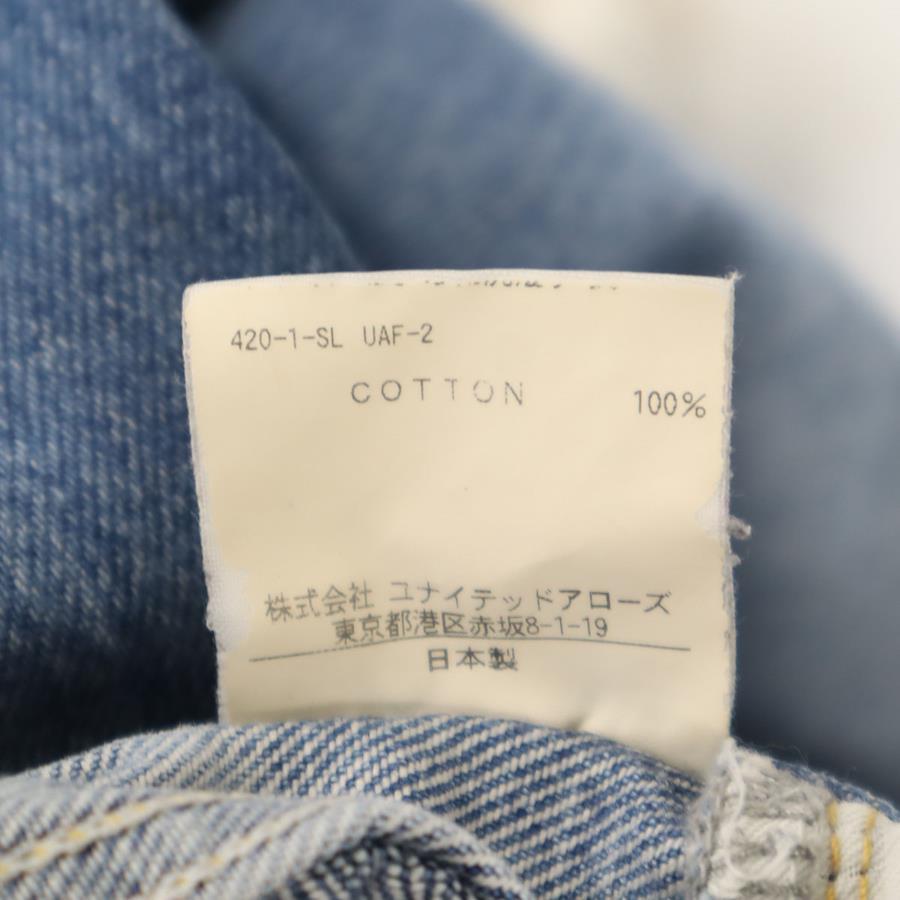 420-1-SL UAF-2
COTTON 100%
株式会社 ユナイテッドアローズ
東京都港区赤坂8-1-19
日本製